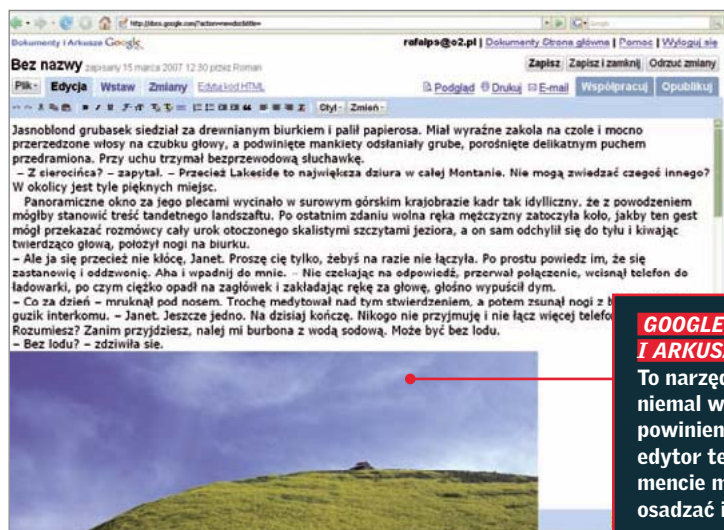 http://docs.google.com/?action=newdoc&title=
Dokumenty i Arkusze Google
rafalps@o2.pl | Dokumenty Strona główna | Pomoc | Wyloguj się
Bez nazwy zapisany 15 marca 2007 12:30 przez Roman
Zapisz Zapisz i zamknij Odrzuć zmiany
Plik Edycja Wstaw Zmiany Edytuj kod HTML
Podgląd Drukuj E-mail Współpracuj Opublikuj
Styl Zmień
Jasnoblond grubasek siedział za drewnianym biurkiem i palił papierosa. Miał wyraźne zakola na czole i mocno
przerzedzone włosy na czubku głowy, a podwinięte mankiety odsłaniały grube, porośnięte delikatnym puchem
przedramiona. Przy uchu trzymał bezprzewodową słuchawkę.
– Z sierocińca? – zapytał. – Przecież Lakeside to największa dziura w całej Montanie. Nie mogą zwiedzać czegoś innego?
W okolicy jest tyle pięknych miejsc.
Panoramiczne okno za jego plecami wycinało w surowym górskim krajobrazie kadr tak idylliczny, że z powodzeniem
mógłby stanowić treść tandetnego landszaftu. Po ostatnim zdaniu wolna ręka mężczyzny zatoczyła koło, jakby ten gest
mógł przekazać rozmówcy cały urok otoczonego skalistymi szczytami jeziora, a on sam odchylił się do tyłu i kiwając
twierdząco głową, położył nogi na biurku.
– Ale ja się przecież nie kłócę, Janet. Proszę cię tylko, żebyś na razie nie łączyła. Po prostu powiedz im, że się
zastanowię i oddzwonię. Aha i wpadnij do mnie. – Nie czekając na odpowiedź, przerwał połączenie, wcisnął telefon do
ładowarki, po czym ciężko opadł na zagłówek i zakładając rękę za głowę, głośno wypuścił dym.
– Co za dzień – mruknął pod nosem. Trochę medytował nad tym stwierdzeniem, a potem zsunął nogi z b
guzik interkomu. – Janet. Jeszcze jedno. Na dzisiaj kończę. Nikogo nie przyjmuję i nie łącz więcej telefo
Rozumiesz? Zanim przyjdziesz, nalej mi burbona z wodą sodową. Może być bez lodu.
– Bez lodu? – zdziwiła się.
GOOGLE
I ARKUS
To narzęd
niemal w
powinien
edytor te
mencie m
osadzać i